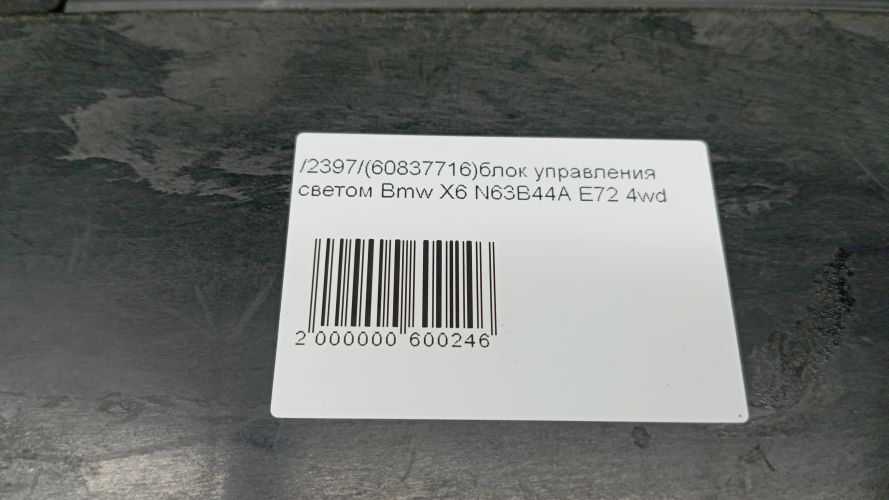 /2397/(60837716)блок управления
светом Bmw X6 N63B44A E72 4wd
2 000000 600246